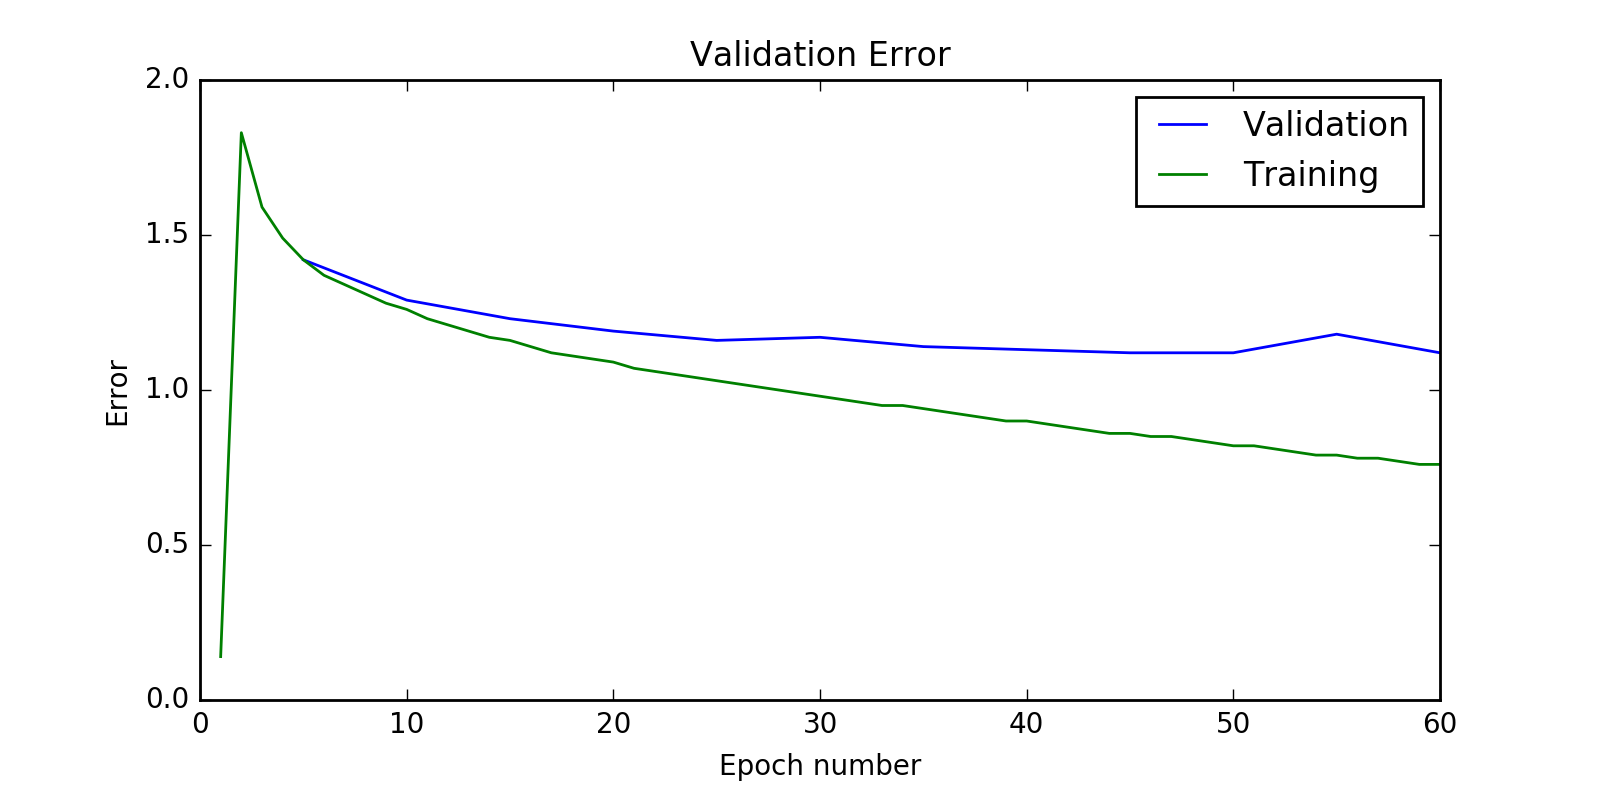 Validation Error
2.0
1.5
1.0
0.5
0.0
Error
Validation
Training
0 10 20 30 40 50 60
Epoch number